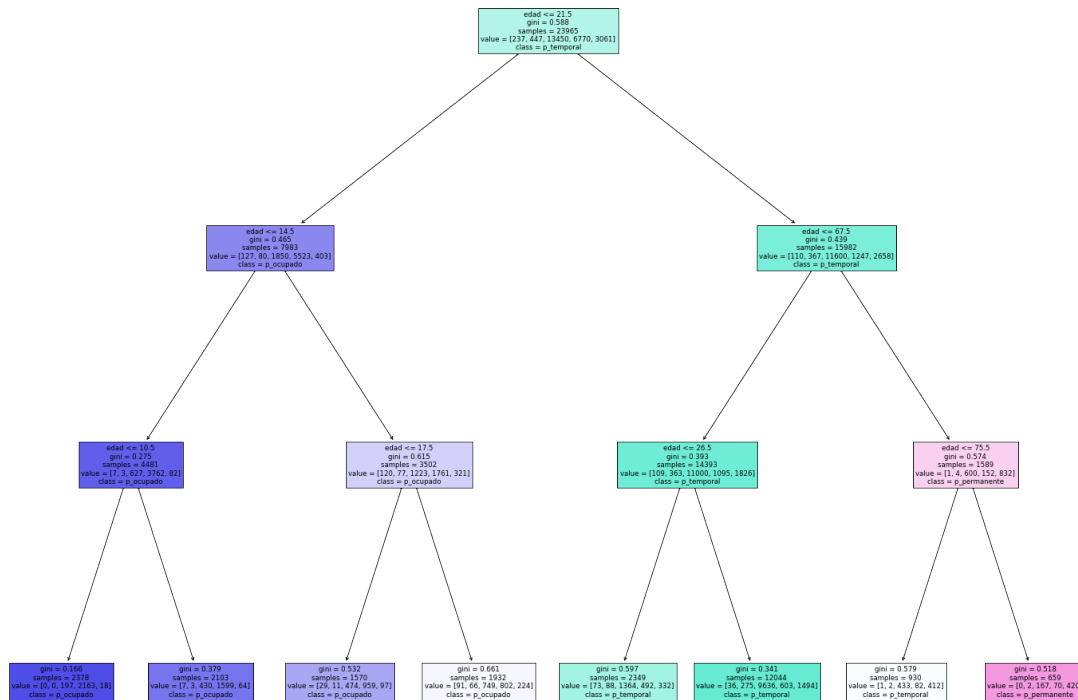 edad <= 21.5
gini = 0.588
samples = 23965
value = [237, 447, 13450, 6770, 3061]
class = p_temporal
edad <= 14.5
gini = 0.465
samples = 7983
value = [127, 80, 1850, 5523, 403]
class = p_ocupado
edad <= 67.5
gini = 0.439
samples = 15982
value = [110, 367, 11600, 1247, 2658]
class = p_temporal
edad <= 10.5
gini = 0.275
samples = 4481
value = [7, 3, 627, 3762, 82]
class = p_ocupado
edad <= 17.5
gini = 0.615
samples = 3502
value = [120, 77, 1223, 1761, 321]
class = p_ocupado
edad <= 26.5
gini = 0.393
samples = 14393
value = [109, 363, 11000, 1095, 1826]
class = p_temporal
edad <= 75.5
gini = 0.574
samples = 1589
value = [1, 4, 600, 152, 832]
class = p_permanente
gini = 0.166
samples = 2378
value = [0, 0, 197, 2163, 18]
class = p_ocupado
gini = 0.379
samples = 2103
value = [7, 3, 430, 1599, 64]
class = p_ocupado
gini = 0.532
samples = 1570
value = [29, 11, 474, 959, 97]
class = p_ocupado
gini = 0.661
samples = 1932
value = [91, 66, 749, 802, 224]
class = p_ocupado
gini = 0.597
samples = 2349
value = [73, 88, 1364, 492, 332]
class = p_temporal
gini = 0.341
samples = 12044
value = [36, 275, 9636, 603, 1494]
class = p_temporal
gini = 0.579
samples = 930
value = [1, 2, 433, 82, 412]
class = p_temporal
gini = 0.518
samples = 659
value = [0, 2, 167, 70, 420]
class = p_permanente